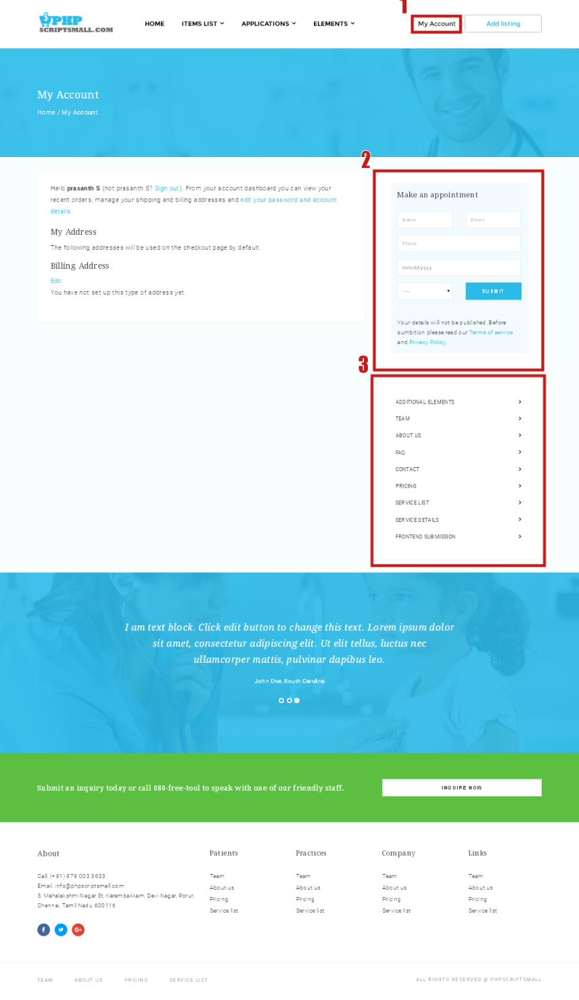 1
PHP
SCRIPTSMALL.COM
HOME
ITEMS LIST
APPLICATIONS
ELEMENTS
My Account
Add listing
My Account
Home / My Account
2
Hello prasanth S (not prasanth S? Sign out). From your account dashboard you can view your
recent orders, manage your shipping and billing addresses and edit your password and account
details.
My Address
The following addresses will be used on the checkout page by default.
Billing Address
Edit
You have not set up this type of address yet.
Make an appointment
Name
Email
Phone
mm/dd/yyyy
---
SUBMIT
Your details will not be published. Before
sumbition please read our Terms of service
and Privacy Policy.
3
ADDITIONAL ELEMENTS
TEAM
ABOUT US
FAQ
CONTACT
PRICING
SERVICE LIST
SERVICE DETAILS
FRONTEND SUBMISSION
I am text block. Click edit button to change this text. Lorem ipsum dolor
sit amet, consectetur adipiscing elit. Ut elit tellus, luctus nec
ullamcorper mattis, pulvinar dapibus leo.
John Doe, South Carolina
Submit an inquiry today or call 080-free-tool to speak with one of our friendly staff.
INQUIRE NOW
About
Call. (+91) 979 003 3633
Email. info@phpscriptsmall.com
3, Mahalakshmi Nagar St, Karambakkam, Devi Nagar, Porur,
Chennai, Tamil Nadu 600116
Patients
Team
About us
Pricing
Service list
Practices
Team
About us
Pricing
Service list
Company
Team
About us
Pricing
Service list
Links
Team
About us
Pricing
Service list
TEAM
ABOUT US
PRICING
SERVICE LIST
ALL RIGHTS RESERVED @ PHPSCRIPTSMALL